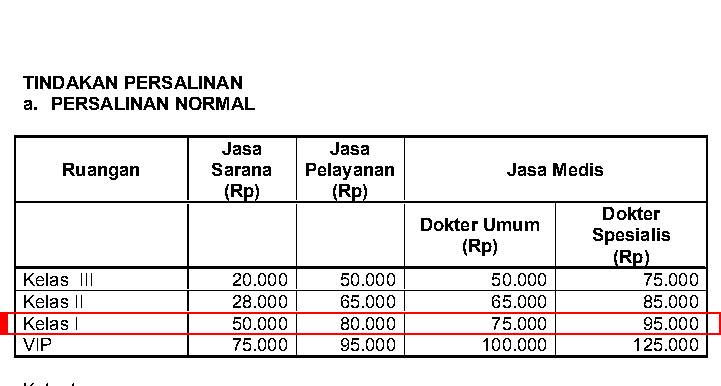 TINDAKAN PERSALINAN
a. PERSALINAN NORMAL
Ruangan Jasa Sarana (Rp) Jasa Pelayanan (Rp) Jasa Medis
Dokter Umum (Rp) Dokter Spesialis (Rp)
Kelas III 20.000 50.000 50.000 75.000
Kelas II 28.000 65.000 65.000 85.000
Kelas I 50.000 80.000 75.000 95.000
VIP 75.000 95.000 100.000 125.000